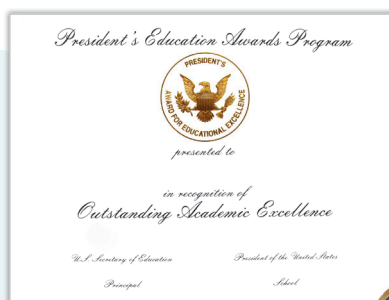 President's Education Awards Program
PRESIDENT'S
AWARD FOR EDUCATIONAL EXCELLENCE
presented to
in recognition of
Outstanding Academic Excellence
U.S. Secretary of Education President of the United States
Principal School